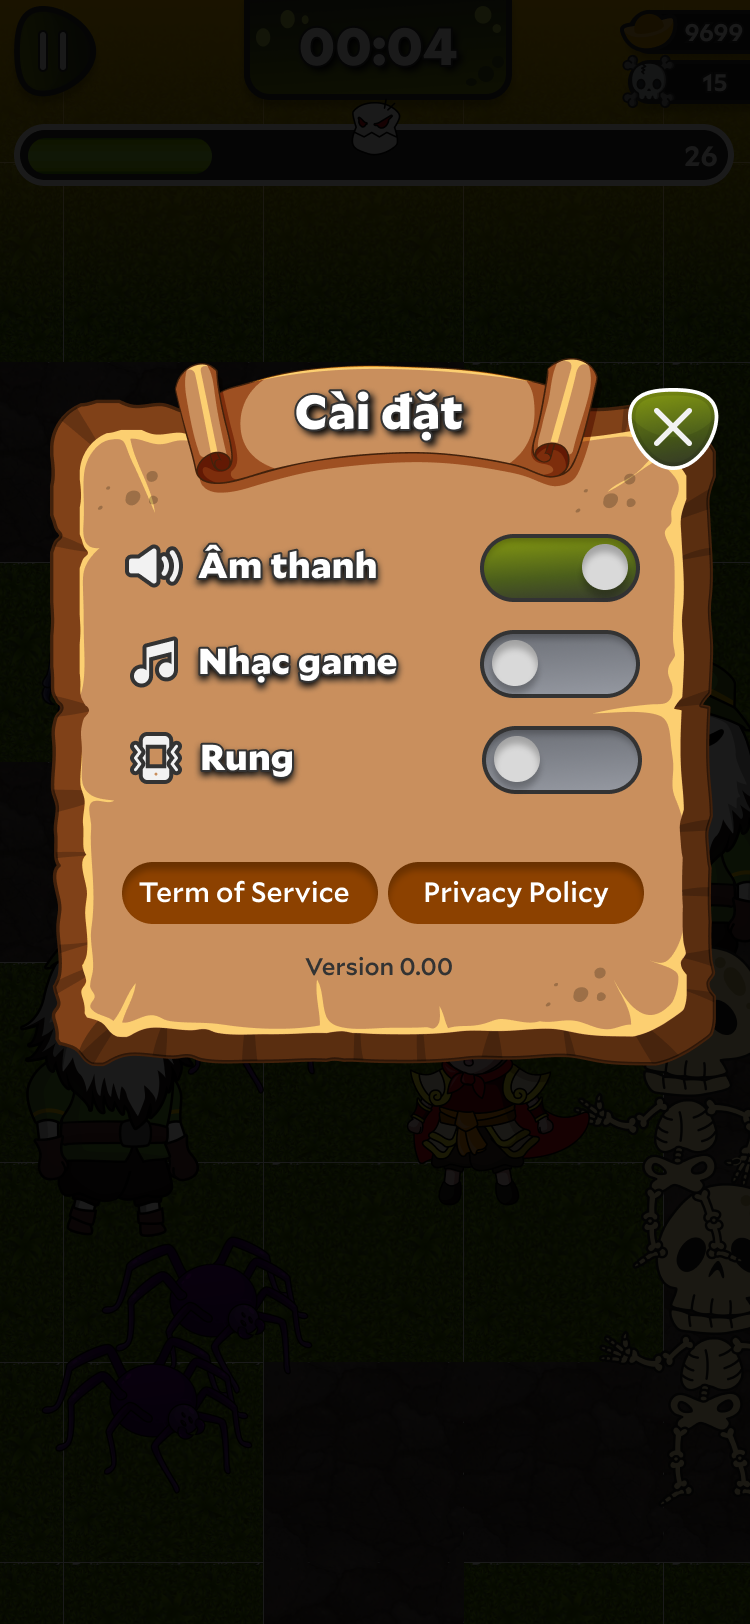 00:04
9699
15
26
Cài đặt
Âm thanh
Nhạc game
Rung
Term of Service
Privacy Policy
Version 0.00